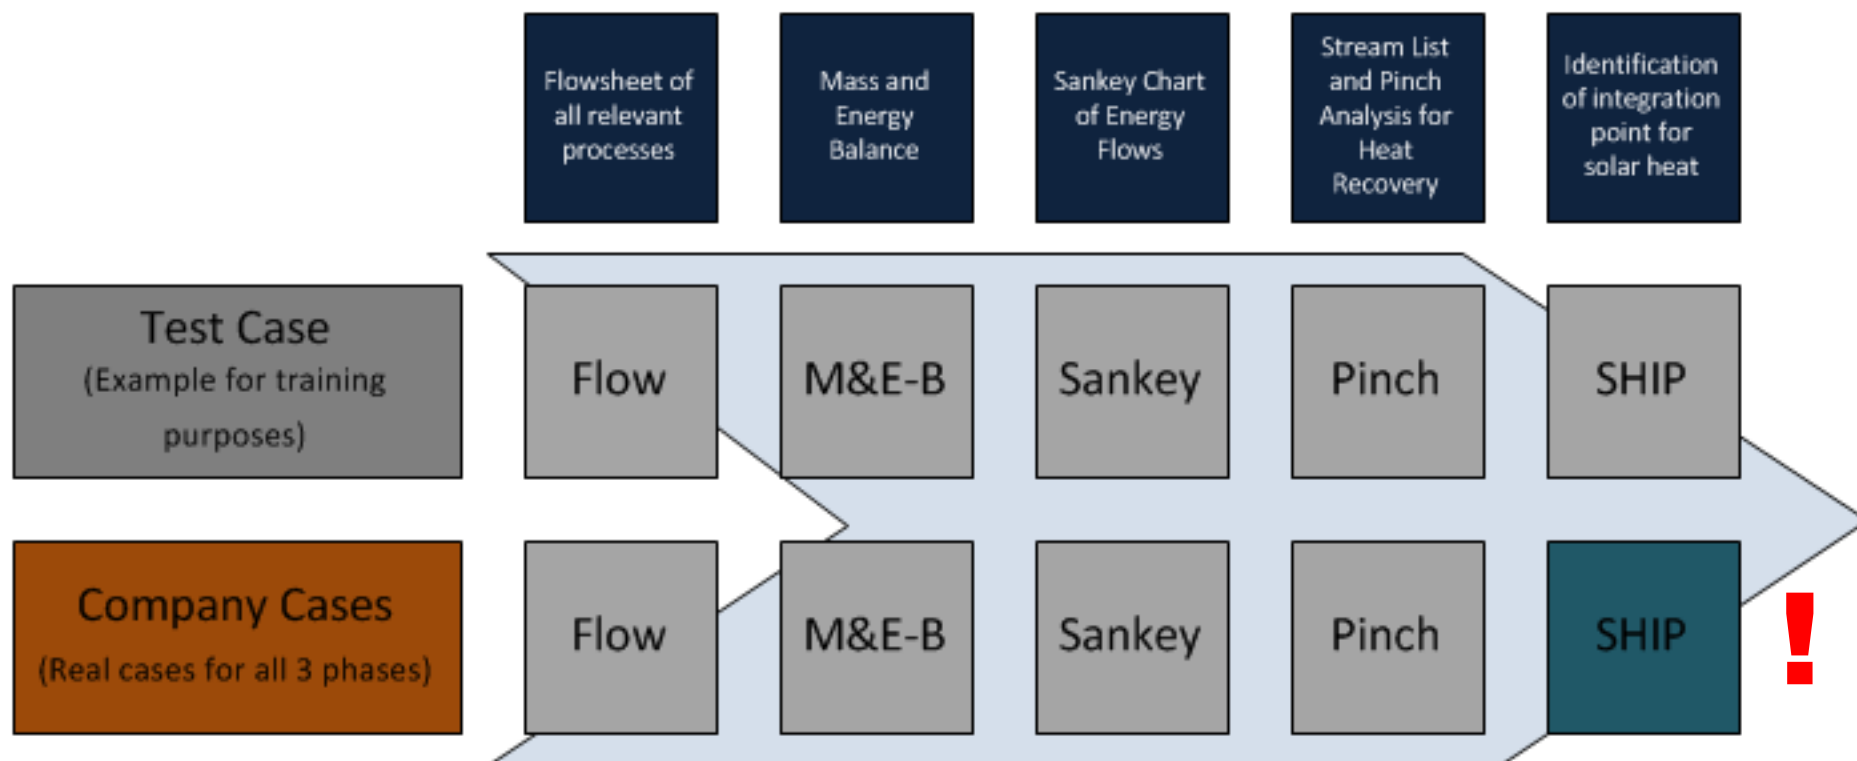 Flowsheet of
all relevant
processes
Mass and
Energy
Balance
Sankey Chart
of Energy
Flows
Stream List
and Pinch
Analysis for
Heat
Recovery
Identification
of integration
point for
solar heat
Test Case
(Example for training
purposes)
Flow
M&E-B
Sankey
Pinch
SHIP
Company Cases
(Real cases for all 3 phases)
Flow
M&E-B
Sankey
Pinch
SHIP
!